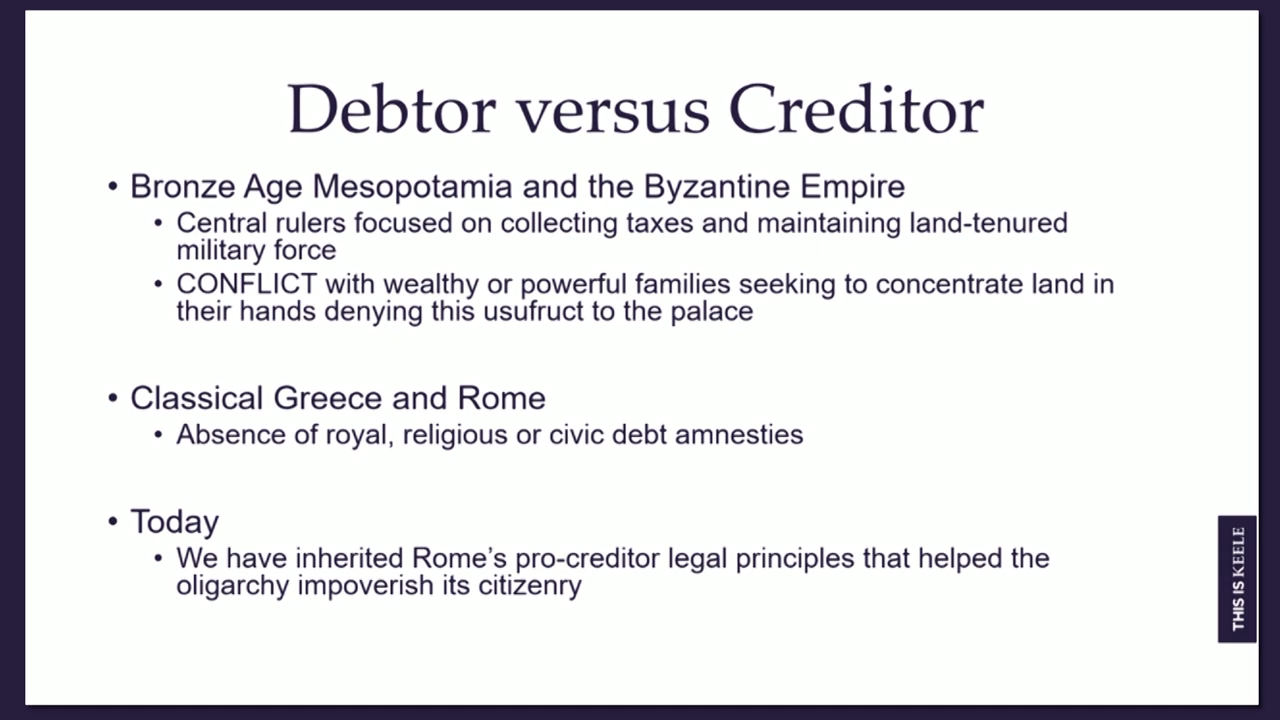 Debtor versus Creditor
• Bronze Age Mesopotamia and the Byzantine Empire
• Central rulers focused on collecting taxes and maintaining land-tenured
military force
• CONFLICT with wealthy or powerful families seeking to concentrate land in
their hands denying this usufruct to the palace
• Classical Greece and Rome
• Absence of royal, religious or civic debt amnesties
• Today
• We have inherited Rome’s pro-creditor legal principles that helped the
oligarchy impoverish its citizenry
THIS IS KEELE